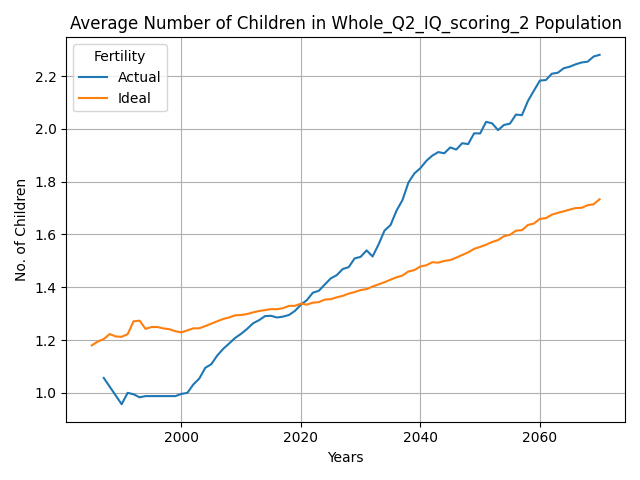 Average Number of Children in Whole_Q2_IQ_scoring_2 Population
Fertility
Actual
Ideal
2.2
2.0
1.8
1.6
1.4
1.2
1.0
No. of Children
2000
2020
2040
2060
Years